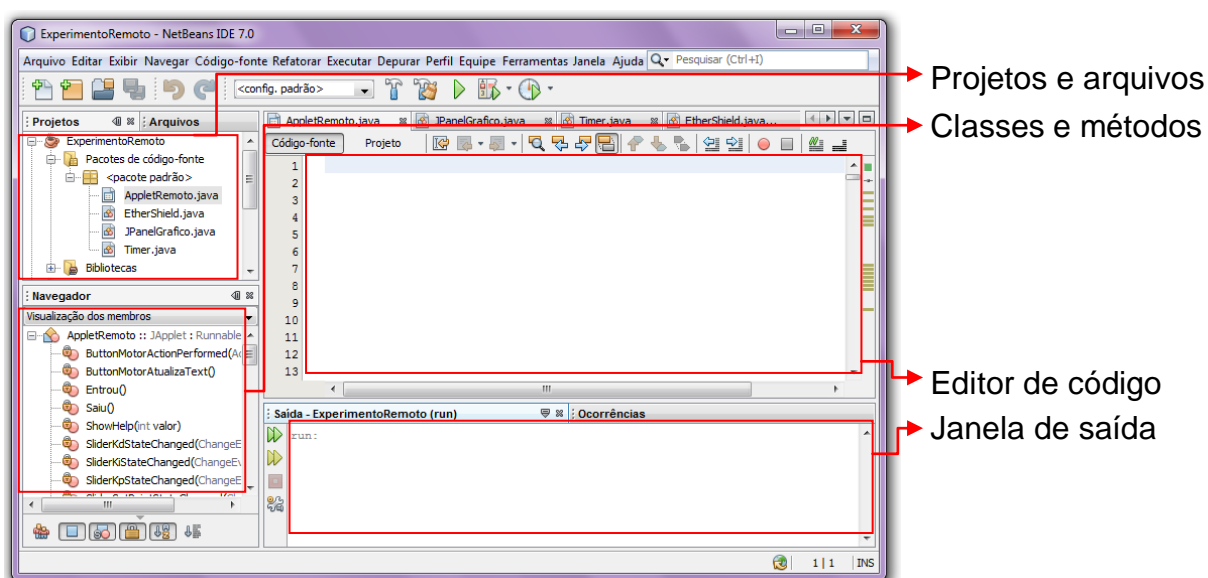 ExperimentoRemoto - NetBeans IDE 7.0
Arquivo Editar Exibir Navegar Código-fonte Refatorar Executar Depurar Perfil Equipe Ferramentas Janela Ajuda Pesquisar (Ctrl+I)
<config. padrão>
Projetos Arquivos
ExperimentoRemoto
Pacotes de código-fonte
<pacote padrão>
AppletRemoto.java
EtherShield.java
JPanelGrafico.java
Timer.java
Bibliotecas
Navegador
Visualização dos membros
AppletRemoto :: JApplet : Runnable
ButtonMotorActionPerformed(Ac
ButtonMotorAtualizaText()
Entrou()
Saiu()
ShowHelp(int valor)
SliderKdStateChanged(ChangeE
SliderKiStateChanged(ChangeEv
SliderKpStateChanged(ChangeE
AppletRemoto.java JPanelGrafico.java Timer.java EtherShield.java...
Código-fonte Projeto
1
2
3
4
5
6
7
8
9
10
11
12
13
Saída - ExperimentoRemoto (run) Ocorrências
run:
1 | 1 INS
Projetos e arquivos
Classes e métodos
Editor de código
Janela de saída